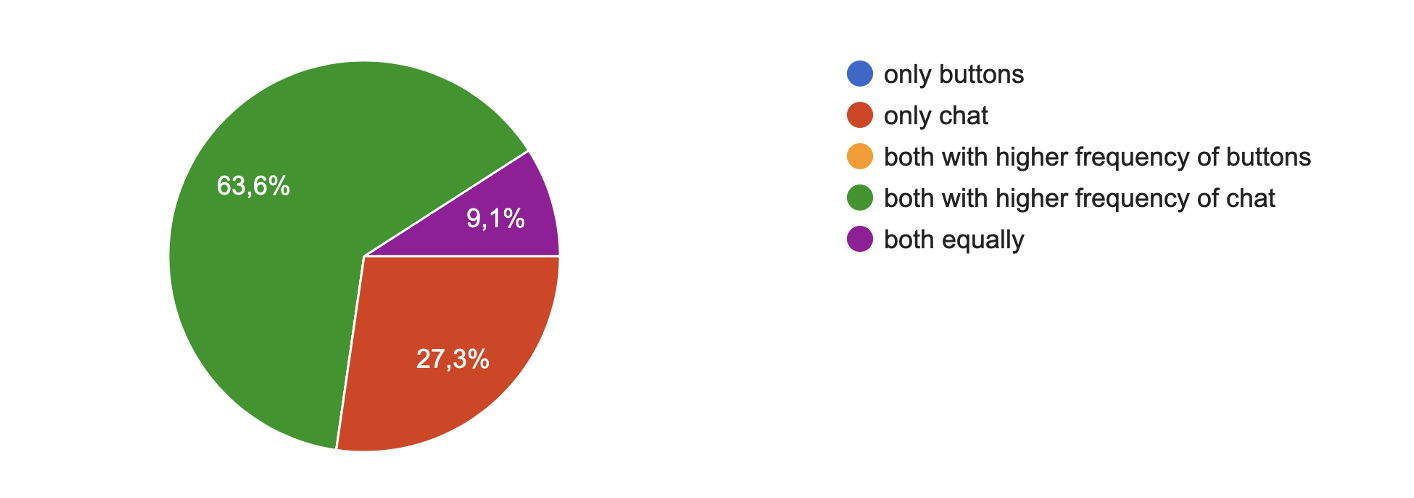 63,6%
9,1%
27,3%
only buttons
only chat
both with higher frequency of buttons
both with higher frequency of chat
both equally